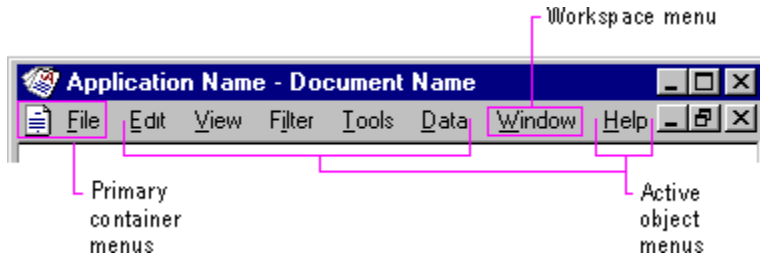 Workspace menu
Application Name - Document Name
File Edit View Filter Tools Data Window Help
Primary
container
menus
Active
object
menus